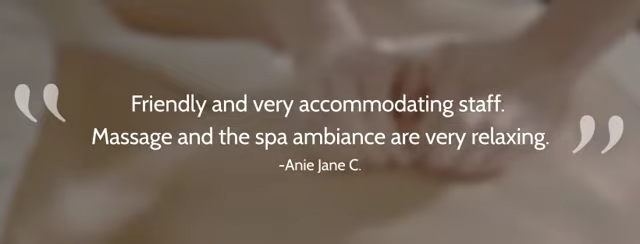 Friendly and very accommodating staff.
Massage and the spa ambiance are very relaxing.
-Anie Jane C.